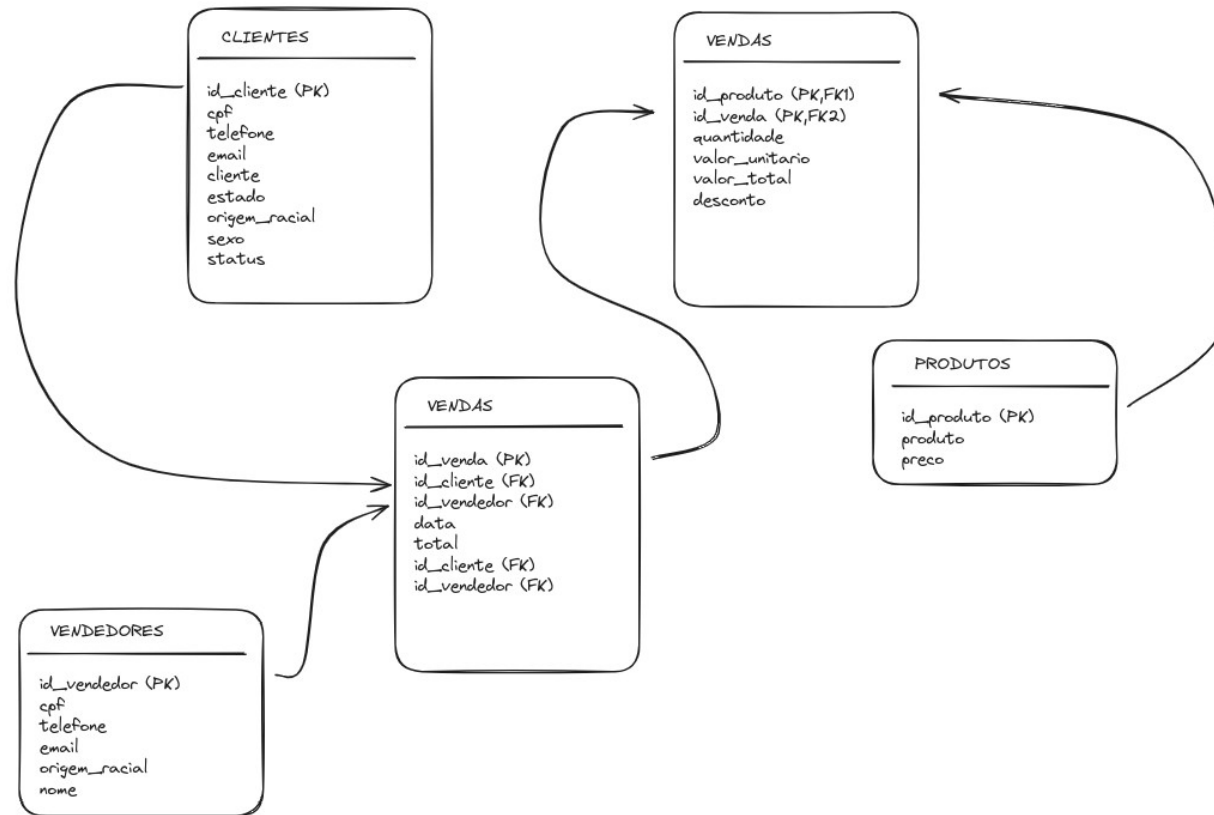 CLIENTES
id_cliente (PK)
cpf
telefone
email
cliente
estado
origem_racial
sexo
status
VENDAS
id_produto (PK,FK1)
id_venda (PK,FK2)
quantidade
valor_unitario
valor_total
desconto
PRODUTOS
id_produto (PK)
produto
preco
VENDAS
id_venda (PK)
id_cliente (FK)
id_vendedor (FK)
data
total
id_cliente (FK)
id_vendedor (FK)
VENDEDORES
id_vendedor (PK)
cpf
telefone
email
origem_racial
nome